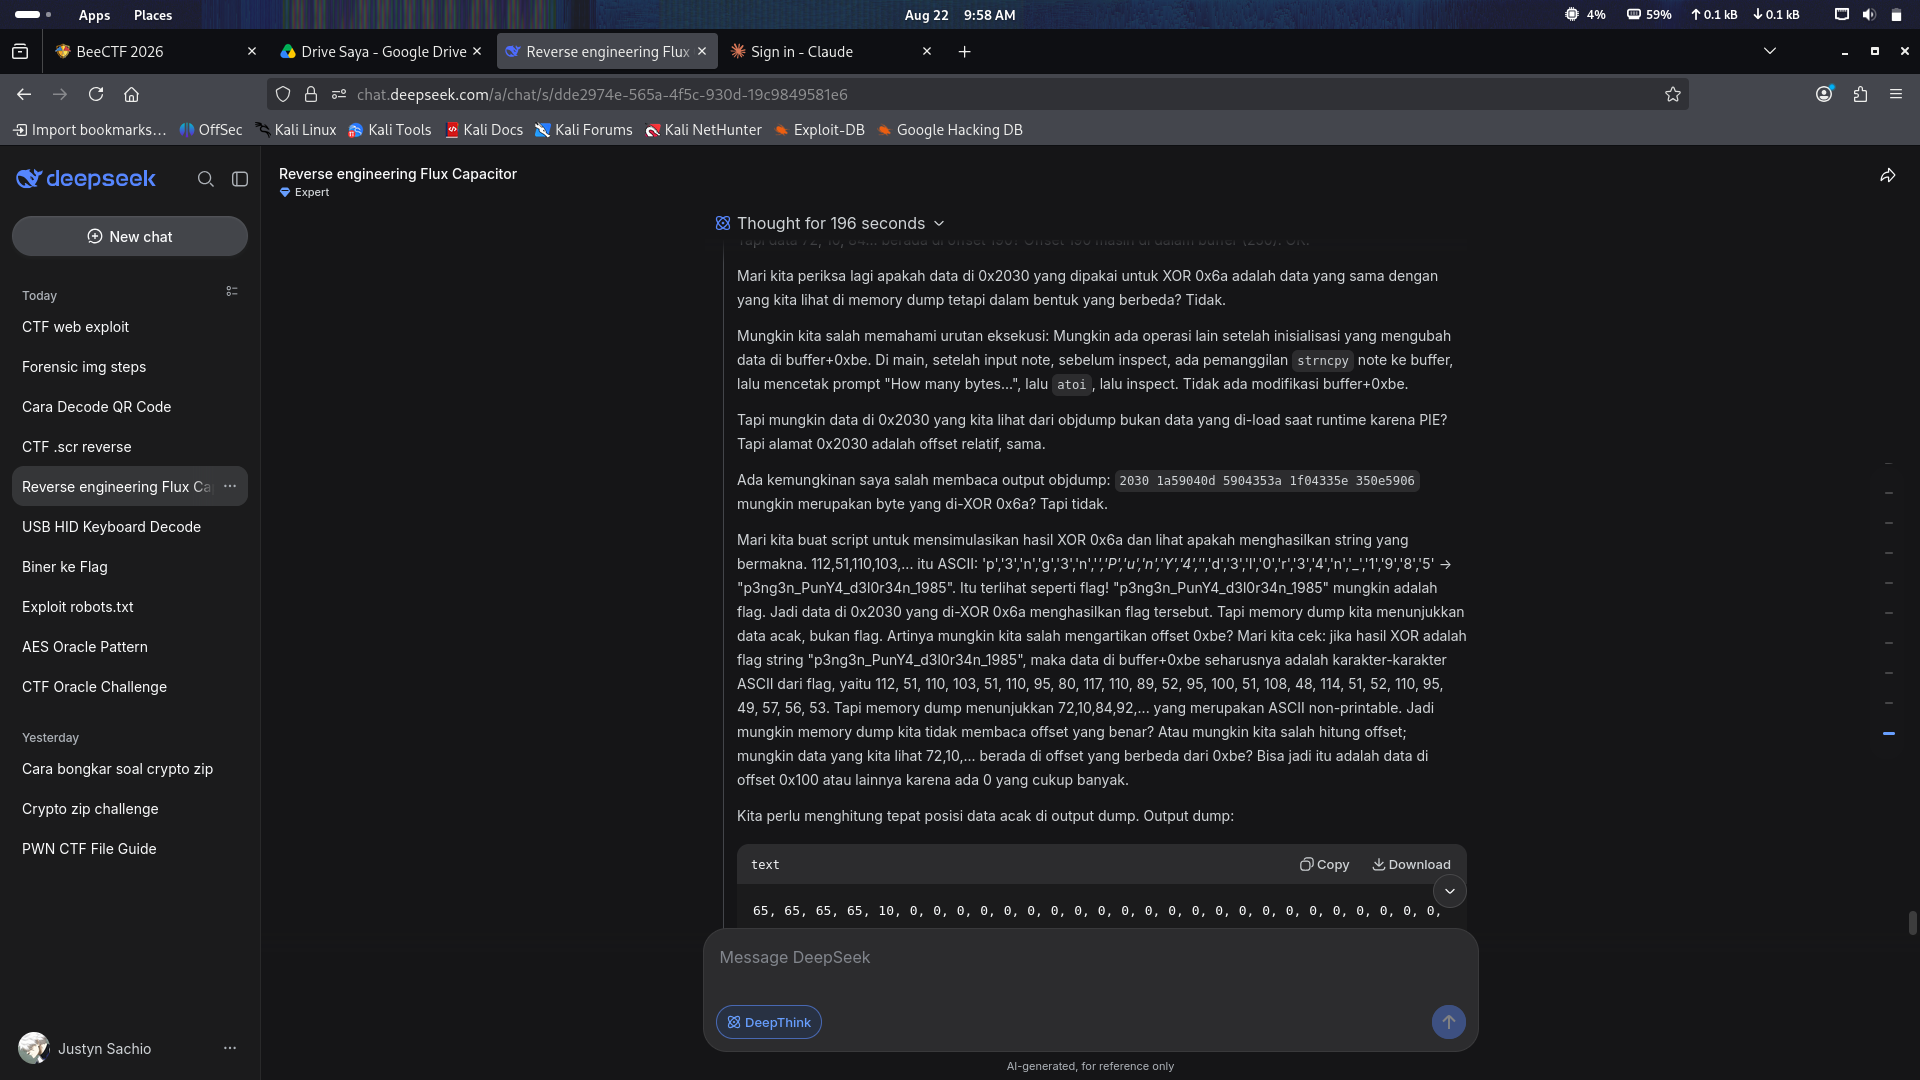 Apps Places Aug 22 9:58 AM 4% 59% 0.1 kB 0.1 kB
BeeCTF 2026 Drive Saya - Google Drive Reverse engineering Flux Sign in - Claude
chat.deepseek.com/a/chat/s/dde2974e-565a-4f5c-930d-19c9849581e6
Import bookmarks... OffSec Kali Linux Kali Tools Kali Docs Kali Forums Kali NetHunter Exploit-DB Google Hacking DB
deepseek
New chat
Today
CTF web exploit
Forensic img steps
Cara Decode QR Code
CTF .scr reverse
Reverse engineering Flux Ca
USB HID Keyboard Decode
Biner ke Flag
Exploit robots.txt
AES Oracle Pattern
CTF Oracle Challenge
Yesterday
Cara bongkar soal crypto zip
Crypto zip challenge
PWN CTF File Guide
Justyn Sachio
Reverse engineering Flux Capacitor
Expert
Thought for 196 seconds
Mari kita periksa lagi apakah data di 0x2030 yang dipakai untuk XOR 0x6a adalah data yang sama dengan
yang kita lihat di memory dump tetapi dalam bentuk yang berbeda? Tidak.
Mungkin kita salah memahami urutan eksekusi: Mungkin ada operasi lain setelah inisialisasi yang mengubah
data di buffer+0xbe. Di main, setelah input note, sebelum inspect, ada pemanggilan strncpy note ke buffer,
lalu mencetak prompt "How many bytes...", lalu atoi, lalu inspect. Tidak ada modifikasi buffer+0xbe.
Tapi mungkin data di 0x2030 yang kita lihat dari objdump bukan data yang di-load saat runtime karena PIE?
Tapi alamat 0x2030 adalah offset relatif, sama.
Ada kemungkinan saya salah membaca output objdump: 2030 1a59040d 5904353a 1f04335e 350e5906
mungkin merupakan byte yang di-XOR 0x6a? Tapi tidak.
Mari kita buat script untuk mensimulasikan hasil XOR 0x6a dan lihat apakah menghasilkan string yang
bermakna. 112,51,110,103,... itu ASCII: 'p','3','n','g','3','n','','P','u','n','Y','4','','d','3','l','0','r','3','4','n','_','1','9','8','5' →
"p3ng3n_PunY4_d3l0r34n_1985". Itu terlihat seperti flag! "p3ng3n_PunY4_d3l0r34n_1985" mungkin adalah
flag. Jadi data di 0x2030 yang di-XOR 0x6a menghasilkan flag tersebut. Tapi memory dump kita menunjukkan
data acak, bukan flag. Artinya mungkin kita salah mengartikan offset 0xbe? Mari kita cek: jika hasil XOR adalah
flag string "p3ng3n_PunY4_d3l0r34n_1985", maka data di buffer+0xbe seharusnya adalah karakter-karakter
ASCII dari flag, yaitu 112, 51, 110, 103, 51, 110, 95, 80, 117, 110, 89, 52, 95, 100, 51, 108, 48, 114, 51, 52, 110, 95,
49, 57, 56, 53. Tapi memory dump menunjukkan 72,10,84,92,... yang merupakan ASCII non-printable. Jadi
mungkin memory dump kita tidak membaca offset yang benar? Atau mungkin kita salah hitung offset;
mungkin data yang kita lihat 72,10,... berada di offset yang berbeda dari 0xbe? Bisa jadi itu adalah data di
offset 0x100 atau lainnya karena ada 0 yang cukup banyak.
Kita perlu menghitung tepat posisi data acak di output dump. Output dump:
text Copy Download
65, 65, 65, 65, 10, 0, 0, 0, 0, 0, 0, 0, 0, 0, 0, 0, 0, 0, 0, 0, 0, 0, 0, 0, 0, 0, 0, 0,
Message DeepSeek
DeepThink
AI-generated, for reference only